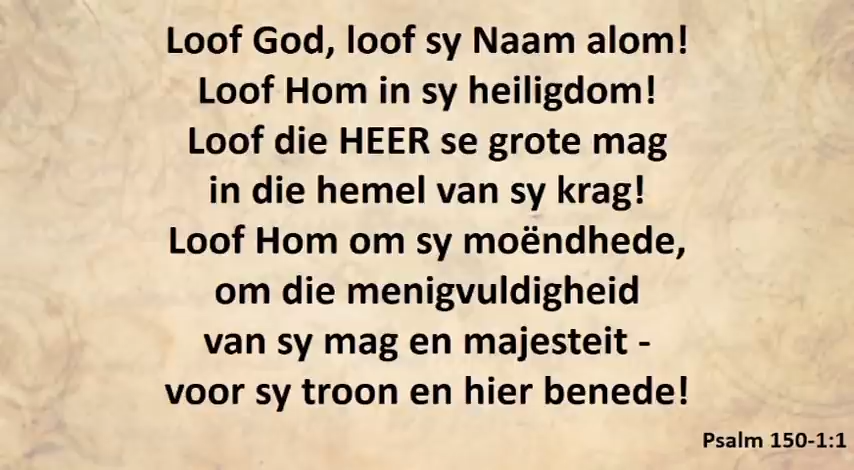 Loof God, loof sy Naam alom!
Loof Hom in sy heiligdom!
Loof die HEER se grote mag
in die hemel van sy krag!
Loof Hom om sy moëndhede,
om die menigvuldigheid
van sy mag en majesteit -
voor sy troon en hier benede!
Psalm 150-1:1